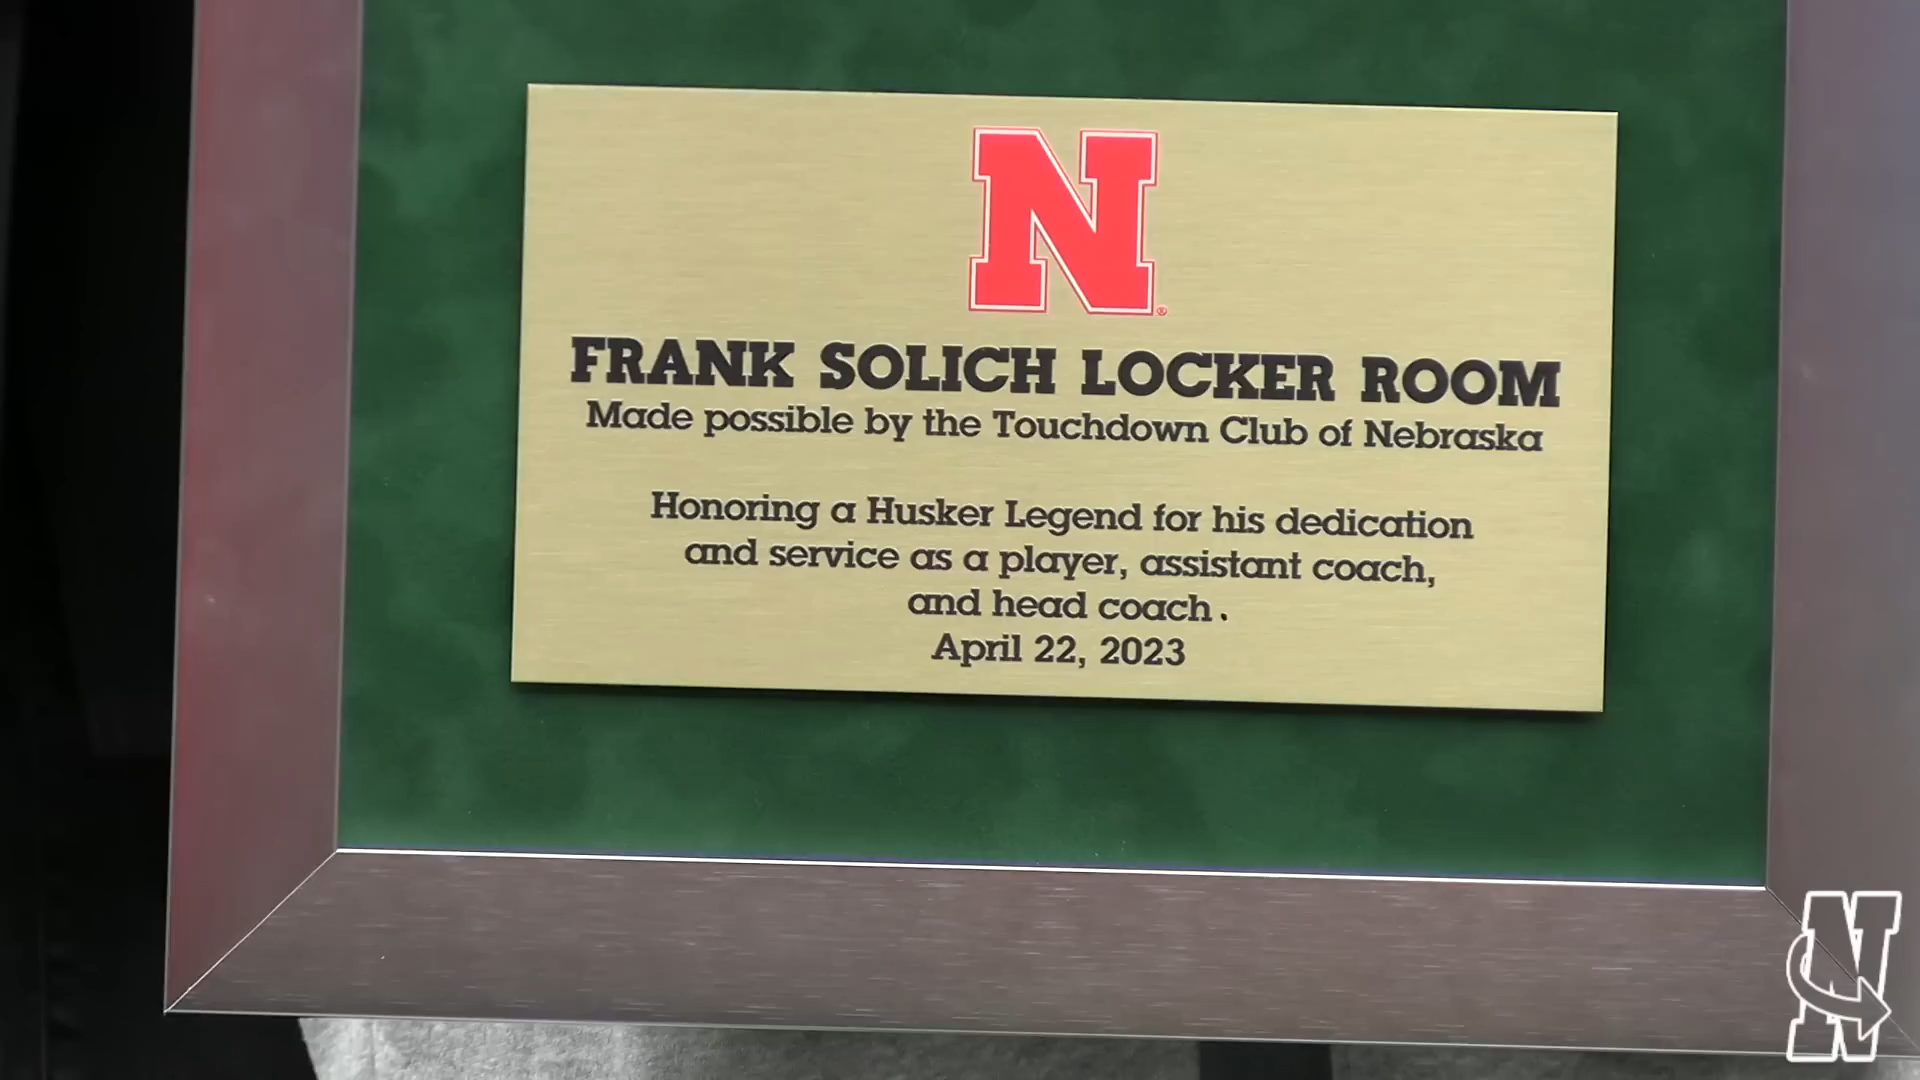 N
FRANK SOLICH LOCKER ROOM
Made possible by the Touchdown Club of Nebraska
Honoring a Husker Legend for his dedication
and service as a player, assistant coach,
and head coach.
April 22, 2023
N